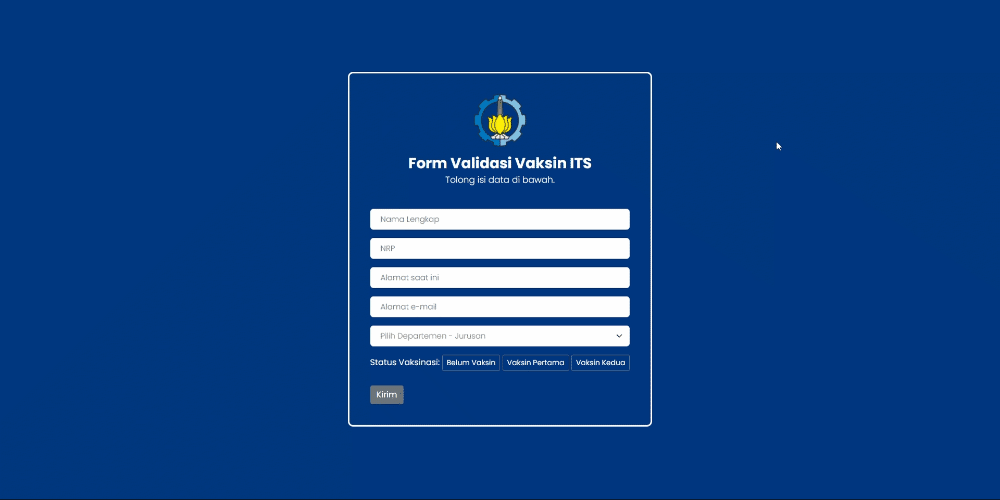 Form Validasi Vaksin ITS
Tolong isi data di bawah.
Nama Lengkap
NRP
Alamat saat ini
Alamat e-mail
Pilih Departemen - Jurusan
Status Vaksinasi: Belum Vaksin Vaksin Pertama Vaksin Kedua
Kirim